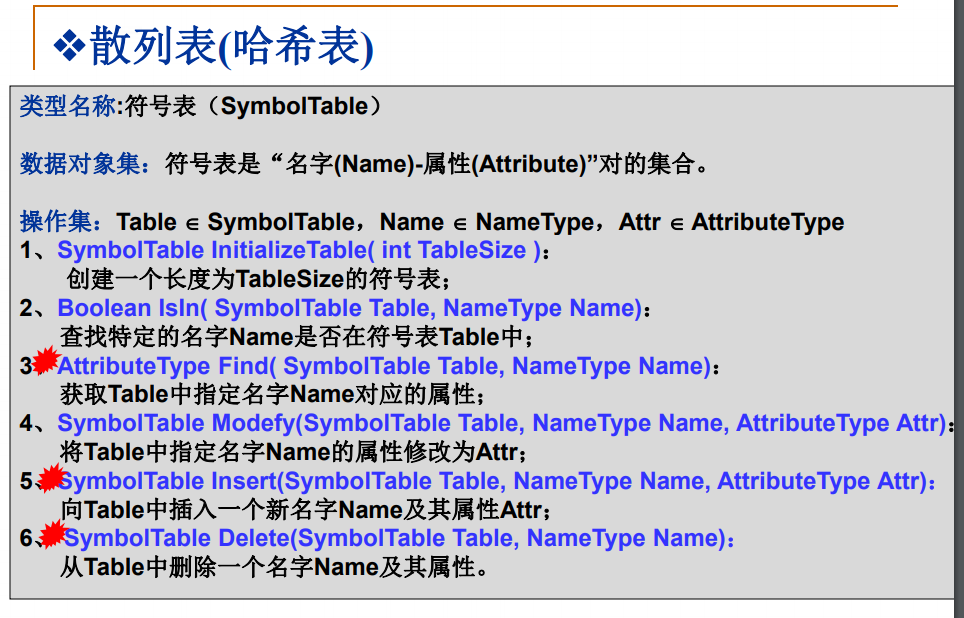 ❖散列表(哈希表)
类型名称:符号表（SymbolTable）
数据对象集：符号表是“名字(Name)-属性(Attribute)”对的集合。
操作集：Table ∈ SymbolTable，Name ∈ NameType，Attr ∈ AttributeType
1、SymbolTable InitializeTable( int TableSize )：
创建一个长度为TableSize的符号表；
2、Boolean IsIn( SymbolTable Table, NameType Name)：
查找特定的名字Name是否在符号表Table中；
3 AttributeType Find( SymbolTable Table, NameType Name)：
获取Table中指定名字Name对应的属性；
4、SymbolTable Modefy(SymbolTable Table, NameType Name, AttributeType Attr)：
将Table中指定名字Name的属性修改为Attr；
5、SymbolTable Insert(SymbolTable Table, NameType Name, AttributeType Attr)：
向Table中插入一个新名字Name及其属性Attr；
6、SymbolTable Delete(SymbolTable Table, NameType Name)：
从Table中删除一个名字Name及其属性。